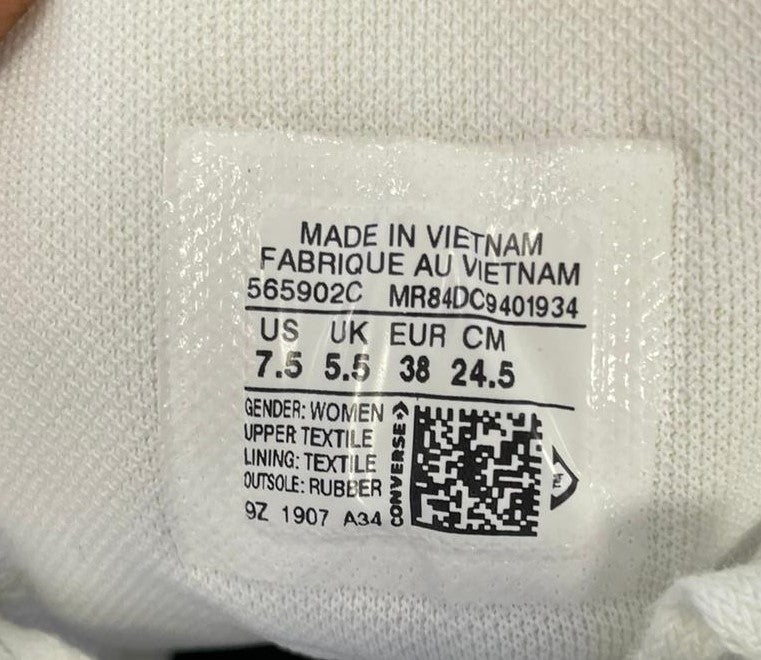 MADE IN VIETNAM
FABRIQUE AU VIETNAM
565902C MR84DC9401934
US UK EUR CM
7.5 5.5 38 24.5
GENDER: WOMEN
UPPER TEXTILE
LINING: TEXTILE
OUTSOLE: RUBBER
9Z 1907 A34
CONVERSE
TM